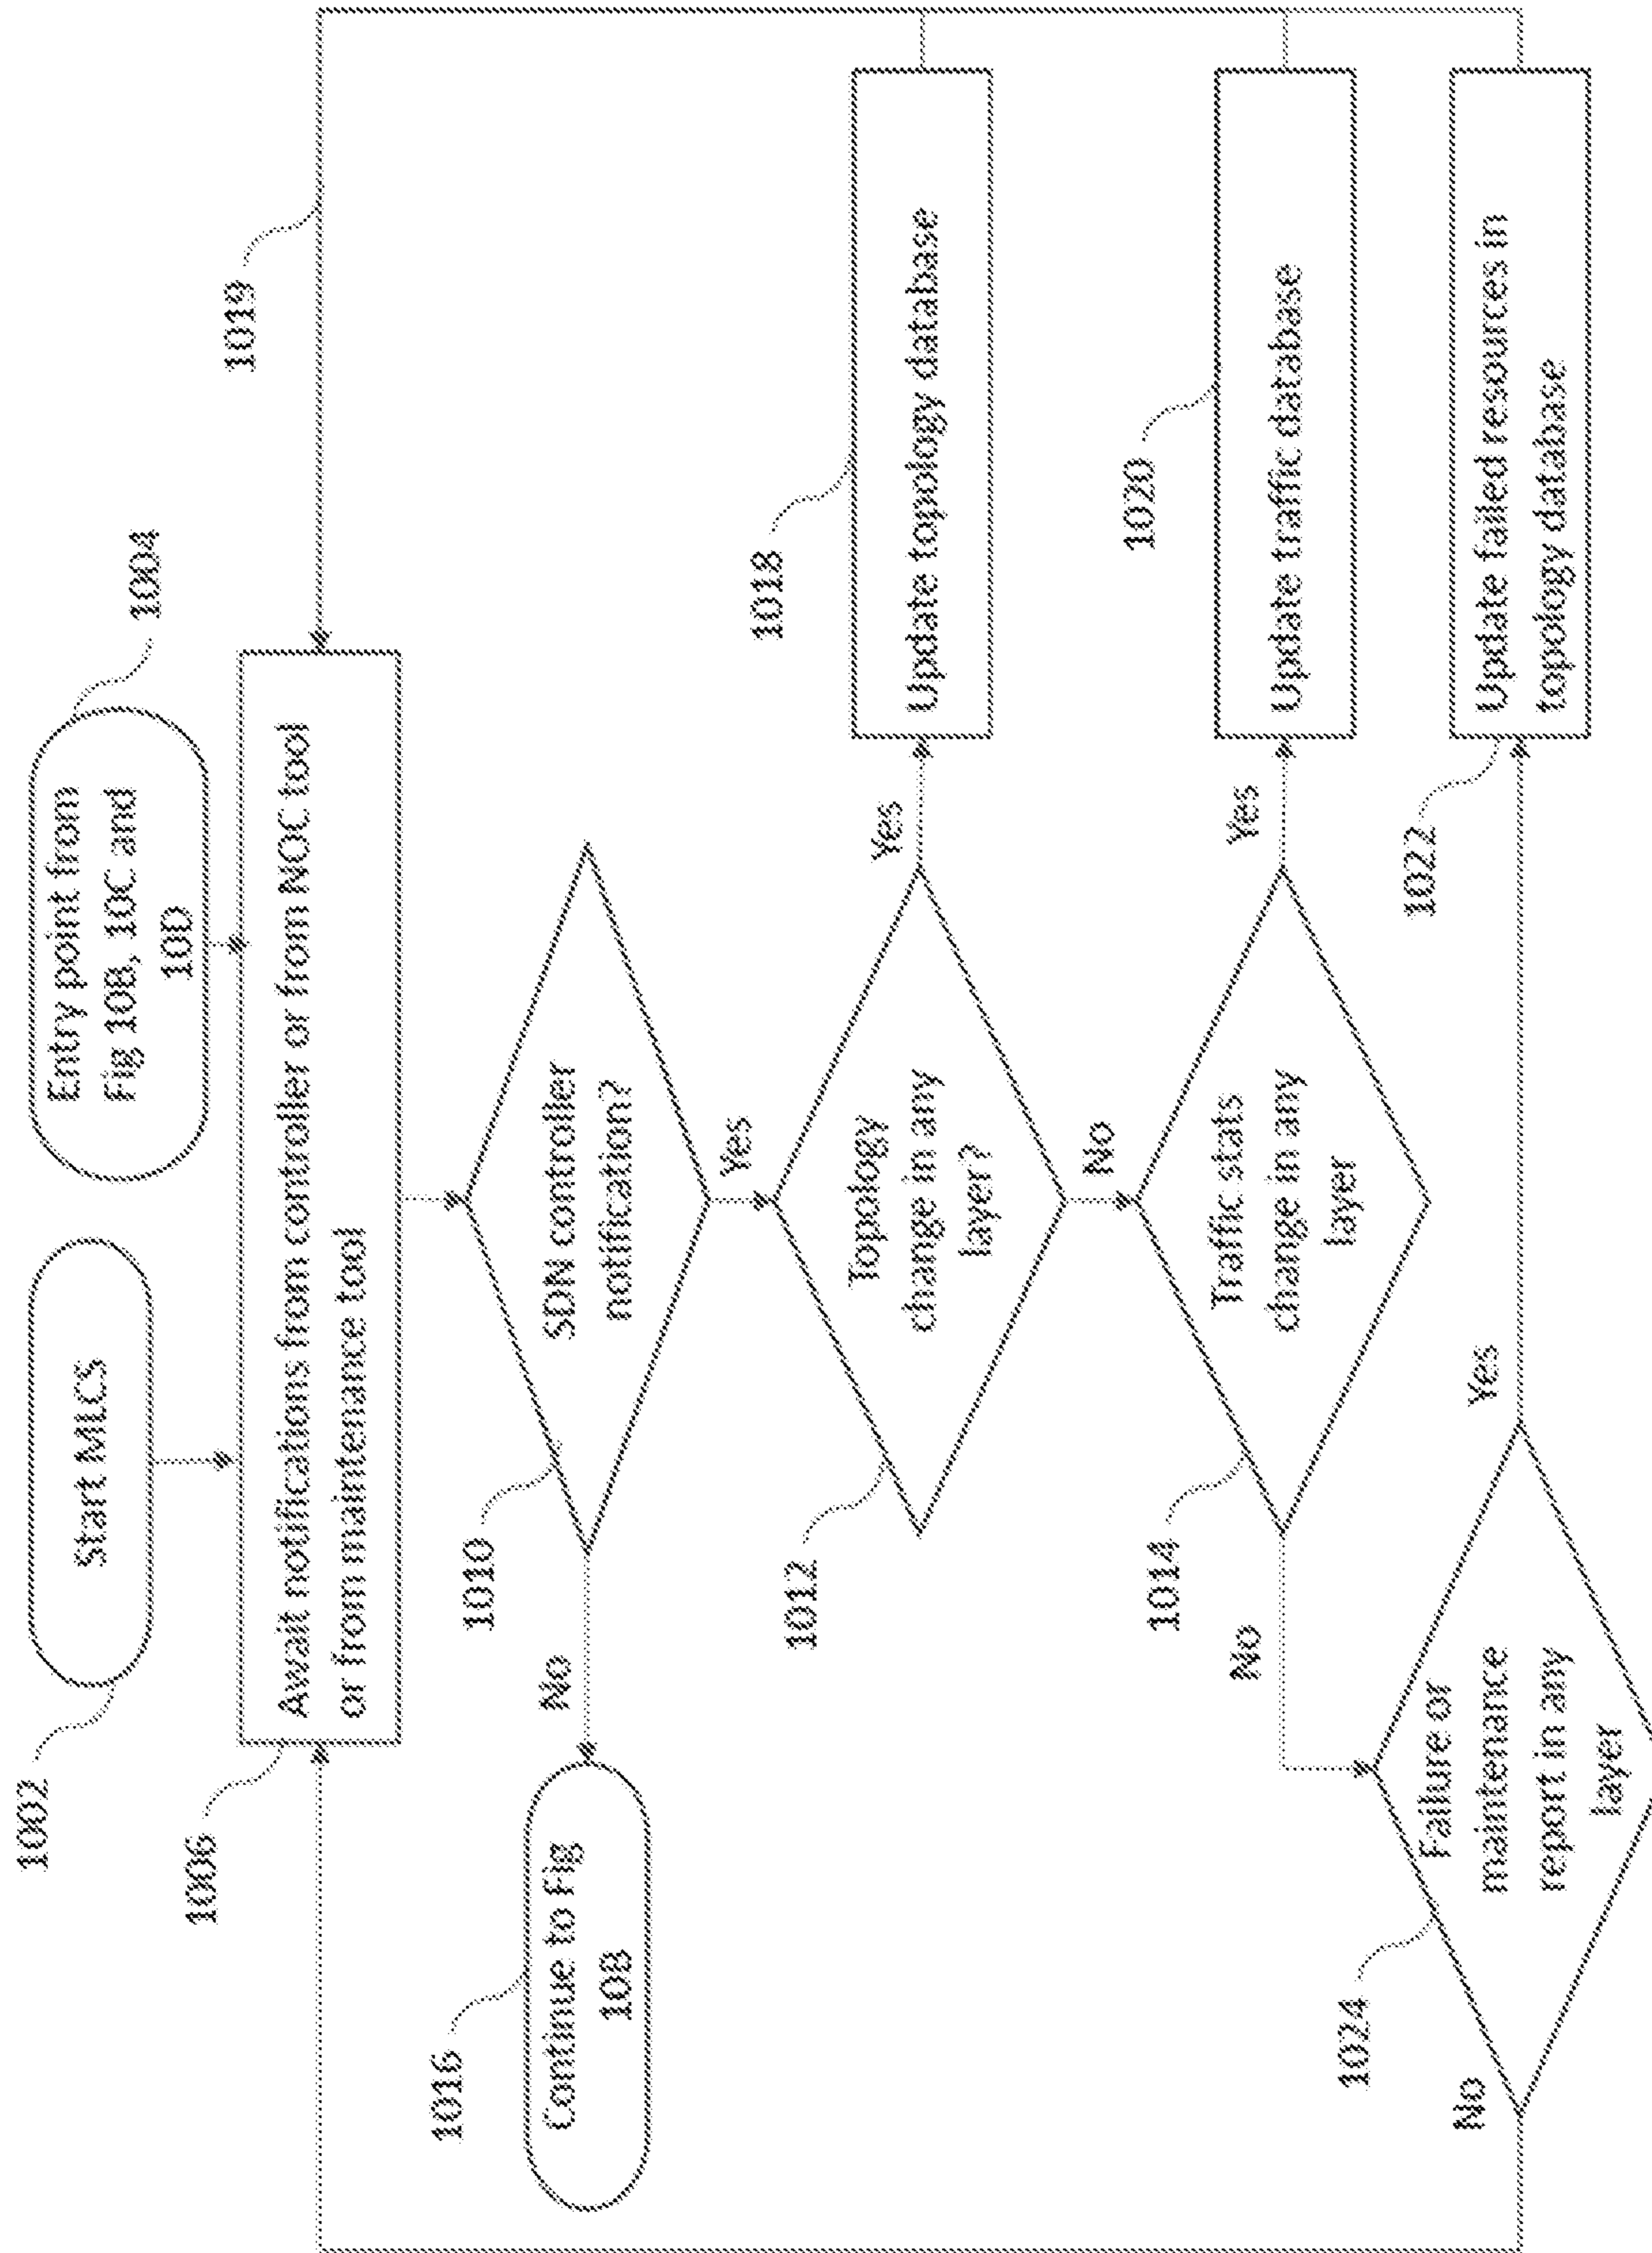 1002
Start MLCS
Entry point from
Fig 10B, 10C and
10D
1004
1006
Await notifications from controller or from NOC tool
or from maintenance tool
1019
1010
SDN controller
notification?
No
Yes
1016
Continue to Fig
10B
1012
Topology
change in any
layer?
Yes
No
1018
Update topology database
1014
Traffic stats
change in any
layer
Yes
No
1020
Update traffic database
1024
Failure or
maintenance
report in any
layer
Yes
No
1022
Update failed resources in
topology database